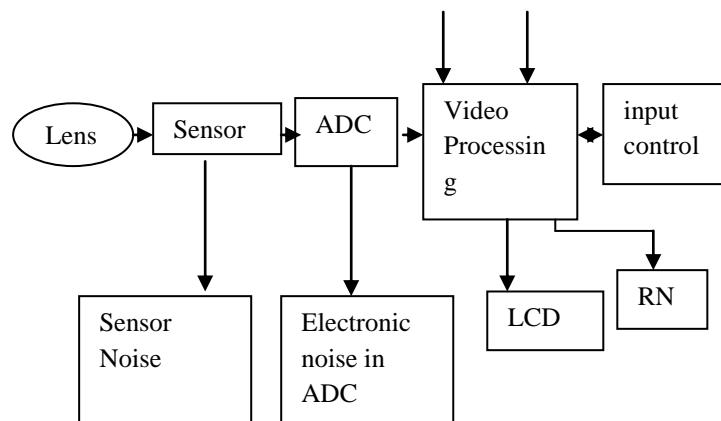 Lens
Sensor
ADC
Video
Processin
g
input
control
Sensor
Noise
Electronic
noise in
ADC
LCD
RN